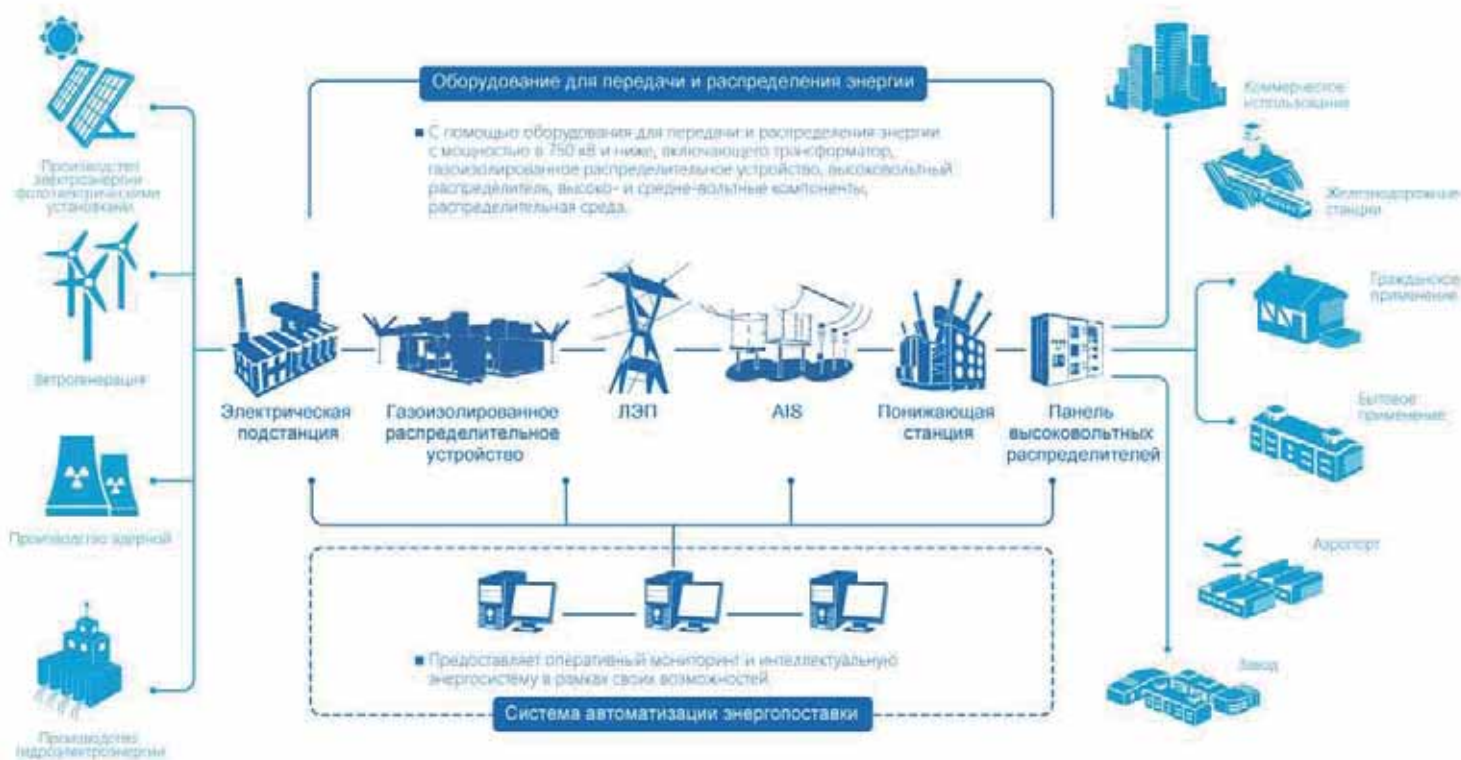 Оборудование для передачи и распределения энергии
■ С помощью оборудования для передачи и распределения энергии
с мощностью в 750 кВ и ниже, включающего трансформатор,
газоизолированное распределительное устройство, высоковольтный
распределитель, высоко- и средне-вольтные компоненты,
распределительная среда.
Производство
электроэнергии
фотоэлектрическими
установками
Ветрогенерация
Производство ядерной
Производство
гидроэлектроэнергии
Электрическая
подстанция
Газоизолированное
распределительное
устройство
ЛЭП
AIS
Понижающая
станция
Панель
высоковольтных
распределителей
Коммерческое
использование
Железнодорожные
станции
Гражданское
применение
Бытовое
применение
Аэропорт
Завод
■ Предоставляет оперативный мониторинг и интеллектуальную
энергосистему в рамках своих возможностей
Система автоматизации энергопоставки